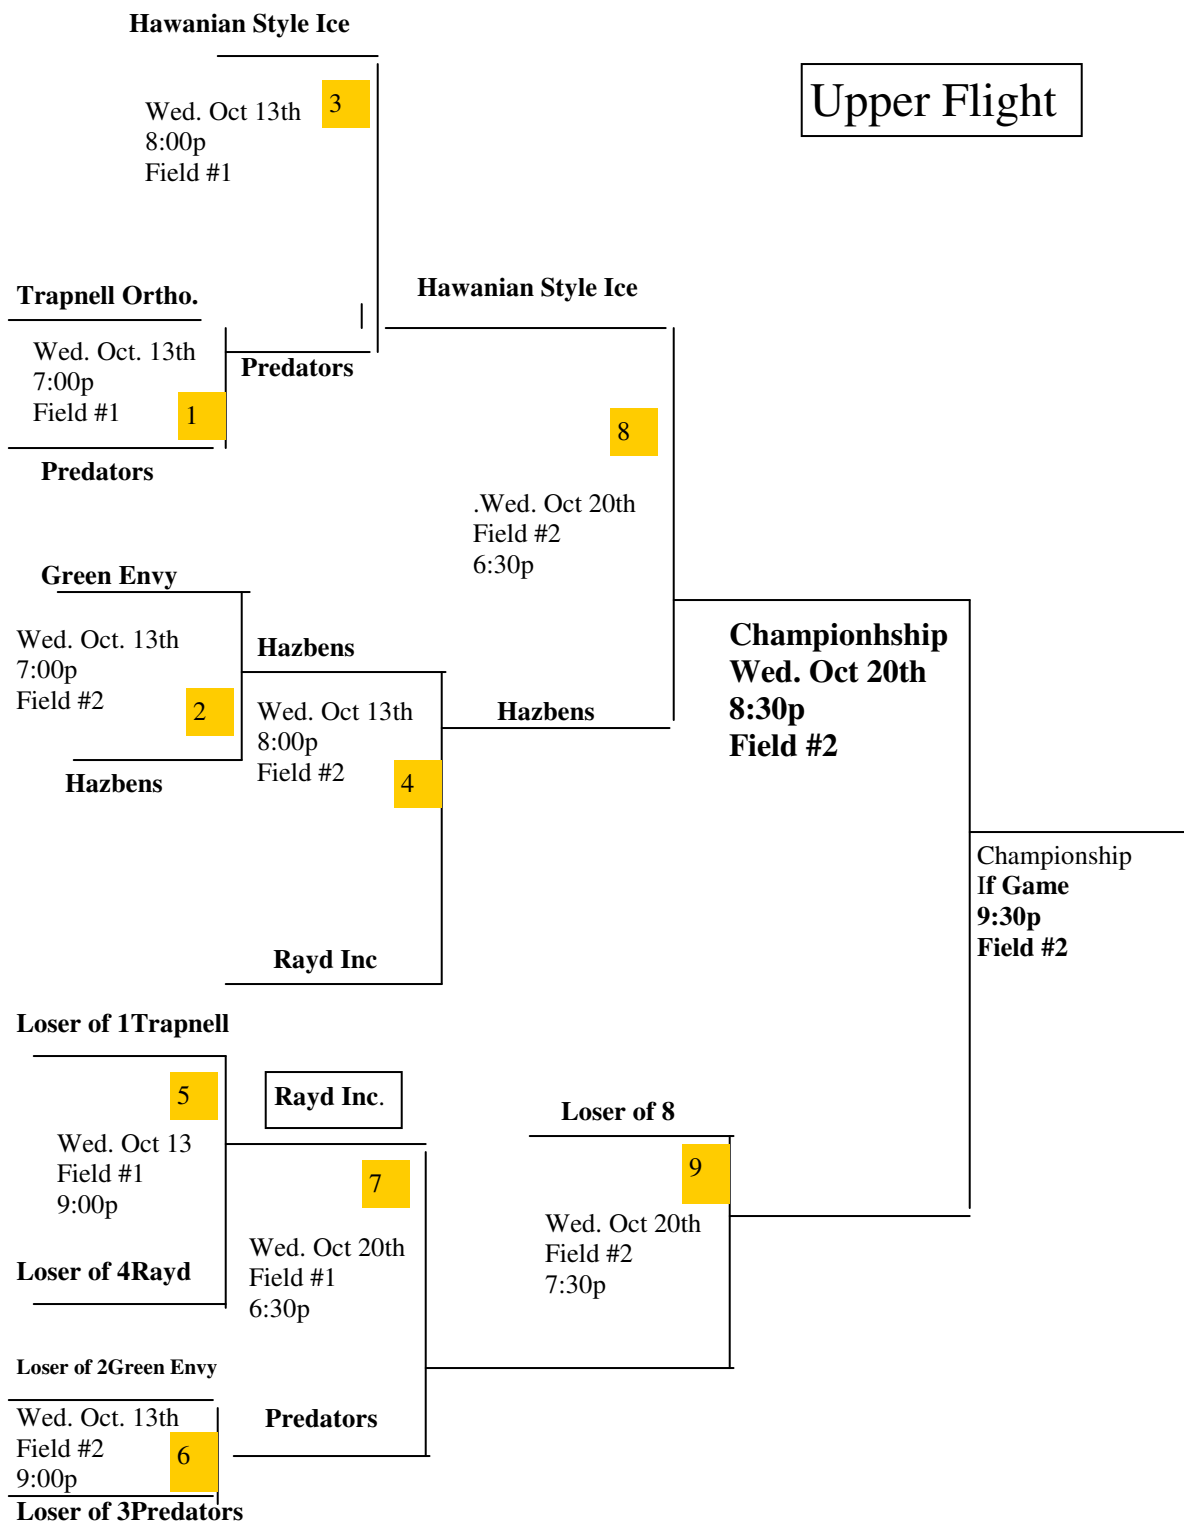 Hawanian Style Ice
Upper Flight
3
Wed. Oct 13th
8:00p
Field #1
Hawanian Style Ice
Trapnell Ortho.
Wed. Oct. 13th
7:00p
Field #1
1
Predators
Predators
8
.Wed. Oct 20th
Field #2
6:30p
Green Envy
Wed. Oct. 13th
7:00p
Field #2
2
Hazbens
Hazbens
Wed. Oct 13th
8:00p
Field #2
4
Hazbens
Championhship
Wed. Oct 20th
8:30p
Field #2
Championship
If Game
9:30p
Field #2
Rayd Inc
Loser of 1Trapnell
5
Wed. Oct 13
Field #1
9:00p
Loser of 4Rayd
Rayd Inc.
7
Wed. Oct 20th
Field #1
6:30p
Loser of 8
9
Wed. Oct 20th
Field #2
7:30p
Loser of 2Green Envy
Wed. Oct. 13th
Field #2
9:00p
6
Loser of 3Predators
Predators